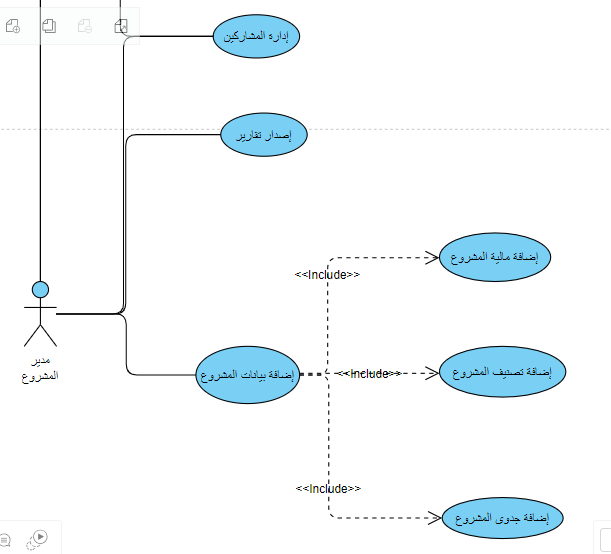 إدارة المشاركين
إصدار تقارير
إضافة مالية المشروع
<<Include>>
مدير
المشروع
إضافة بيانات المشروع
<<Include>>
إضافة تصنيف المشروع
<<Include>>
إضافة جدوى المشروع